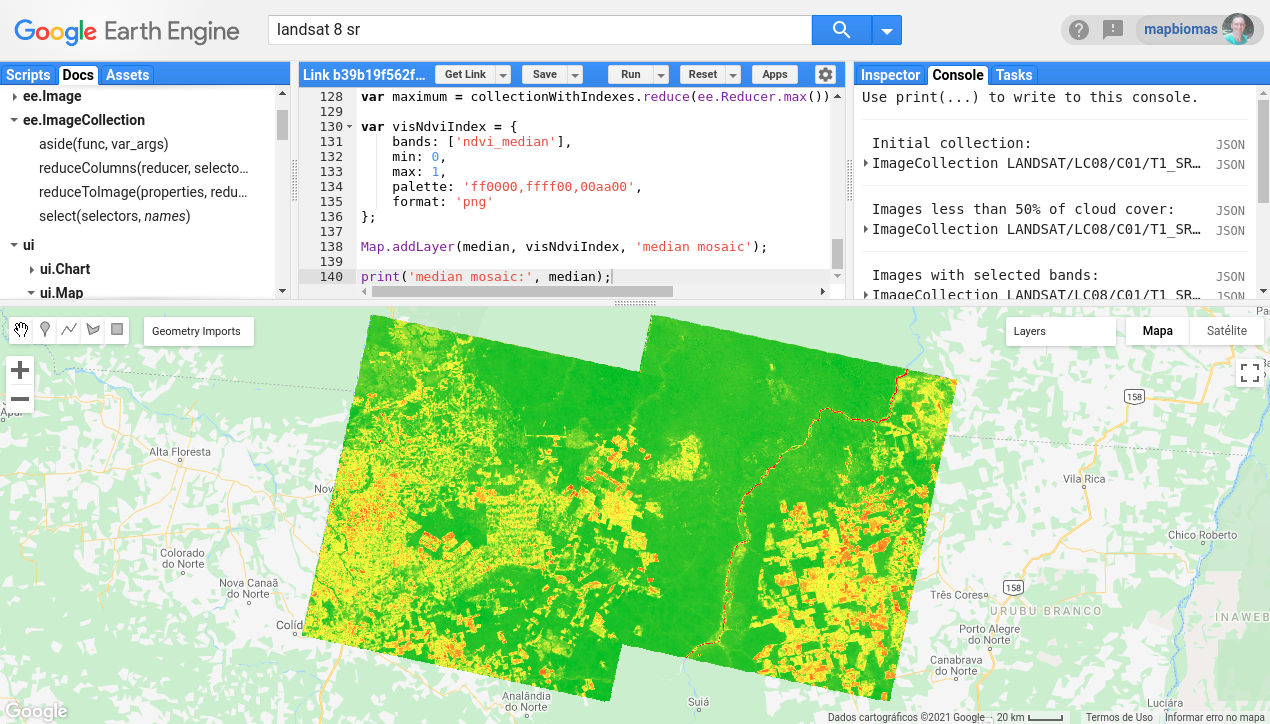 Google Earth Engine
landsat 8 sr
mapbiomas
Scripts Docs Assets
ee.Image
ee.ImageCollection
aside(func, var_args)
reduceColumns(reducer, selecto...
reduceToImage(properties, redu...
select(selectors, names)
ui
ui.Chart
ui.Map
Link b39b19f562f... Get Link Save Run Reset Apps
128 var maximum = collectionWithIndexes.reduce(ee.Reducer.max())
129
130 var visNdviIndex = {
131 bands: ['ndvi_median'],
132 min: 0,
133 max: 1,
134 palette: 'ff0000,ffff00,00aa00',
135 format: 'png'
136 };
137
138 Map.addLayer(median, visNdviIndex, 'median mosaic');
139
140 print('median mosaic:', median);
Inspector Console Tasks
Use print(...) to write to this console.
Initial collection: JSON
ImageCollection LANDSAT/LC08/C01/T1_SR... JSON
Images less than 50% of cloud cover: JSON
ImageCollection LANDSAT/LC08/C01/T1_SR... JSON
Images with selected bands: JSON
ImageCollection LANDSAT/LC08/C01/T1_SR... JSON
Geometry Imports
Layers
Mapa Satélite
158
Alta Floresta
Vila Rica
Chico Roberto
Colorado
do Norte
Nova Canaã
do Norte
158
Três Cores
URUBU BRANCO
INAWEB
Porto Alegre
do Norte
Canabrava
do Norte
Analândia
do Norte
Suiá
Luciára
Google
Dados cartográficos ©2021 Google 20 km Termos de Uso Informar erro no mapa